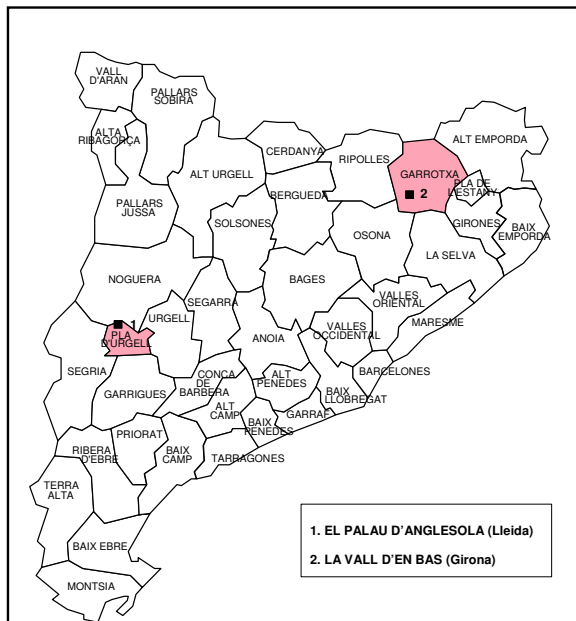 VALL
D'ARAN
PALLARS
SOBIRA
ALTA
RIBAGORÇA
CERDANYA
RIPOLLES
ALT EMPORDA
GARROTXA
ALT URGELL
BERGUEDA
PLA DE
L'ESTANY
2
PALLARS
JUSSA
SOLSONES
OSONA
GIRONES
BAIX
EMPORDA
LA SELVA
NOGUERA
BAGES
SEGARRA
VALLES
ORIENTAL
URGELL
1
PLA
D'URGELL
ANOIA
VALLES
OCCIDENTAL
MARESME
SEGRIA
GARRIGUES
CONCA
DE
BARBERA
ALT
PENEDES
BARCELONES
BAIX
LLOBREGAT
ALT
CAMP
BAIX
PENEDES
GARRAF
PRIORAT
RIBERA
D'EBRE
BAIX
CAMP
TARRAGONES
TERRA
ALTA
BAIX EBRE
MONTSIA
1. EL PALAU D'ANGLESOLA (Lleida)
2. LA VALL D'EN BAS (Girona)